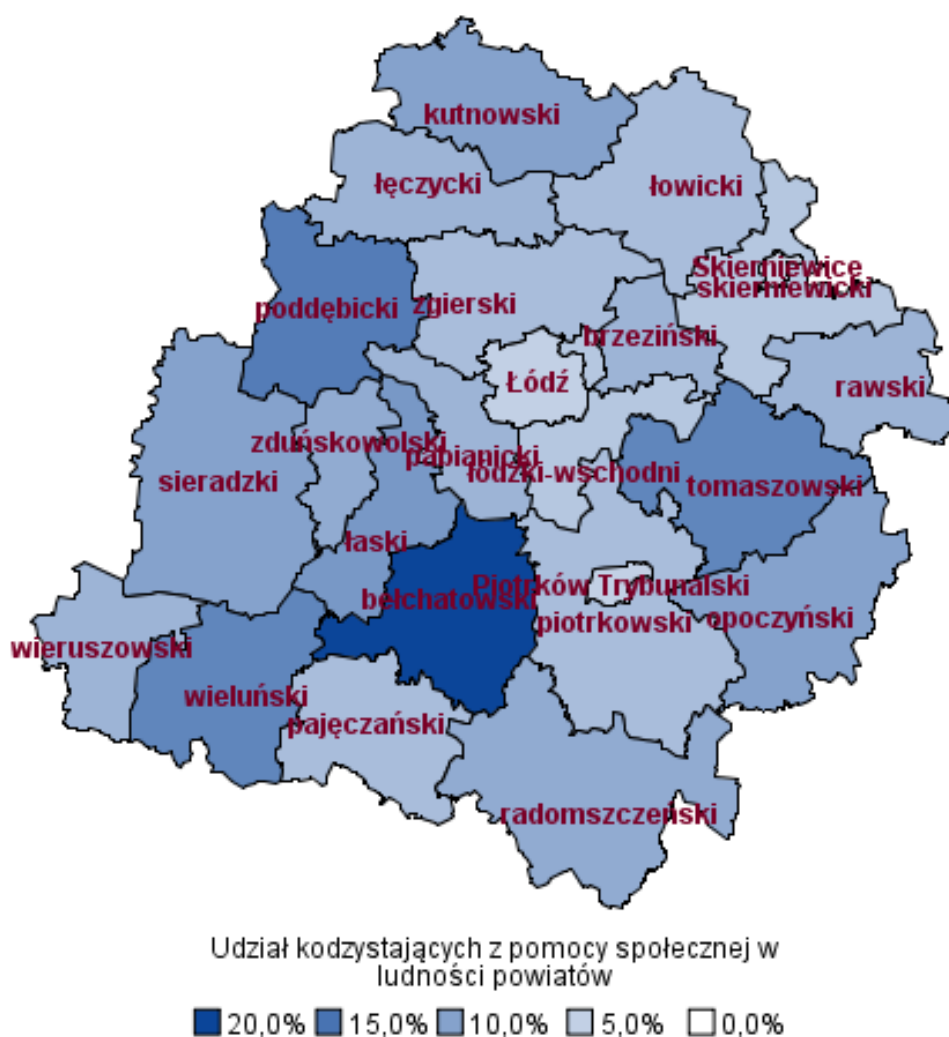 kutnowski
łęczycki
łowicki
Skierniewice
skierniewicki
poddębicki
zgierski
brzeziński
Łódź
rawski
zduńskowolski
pabianicki
łódzki-wschodni
sieradzki
tomaszowski
łaski
Piotrków Trybunalski
bełchatowski
piotrkowski
opoczyński
wieruszowski
wieluński
pajęczański
radomszczeński
Udział kodzystających z pomocy społecznej w
ludności powiatów
20,0% 15,0% 10,0% 5,0% 0,0%